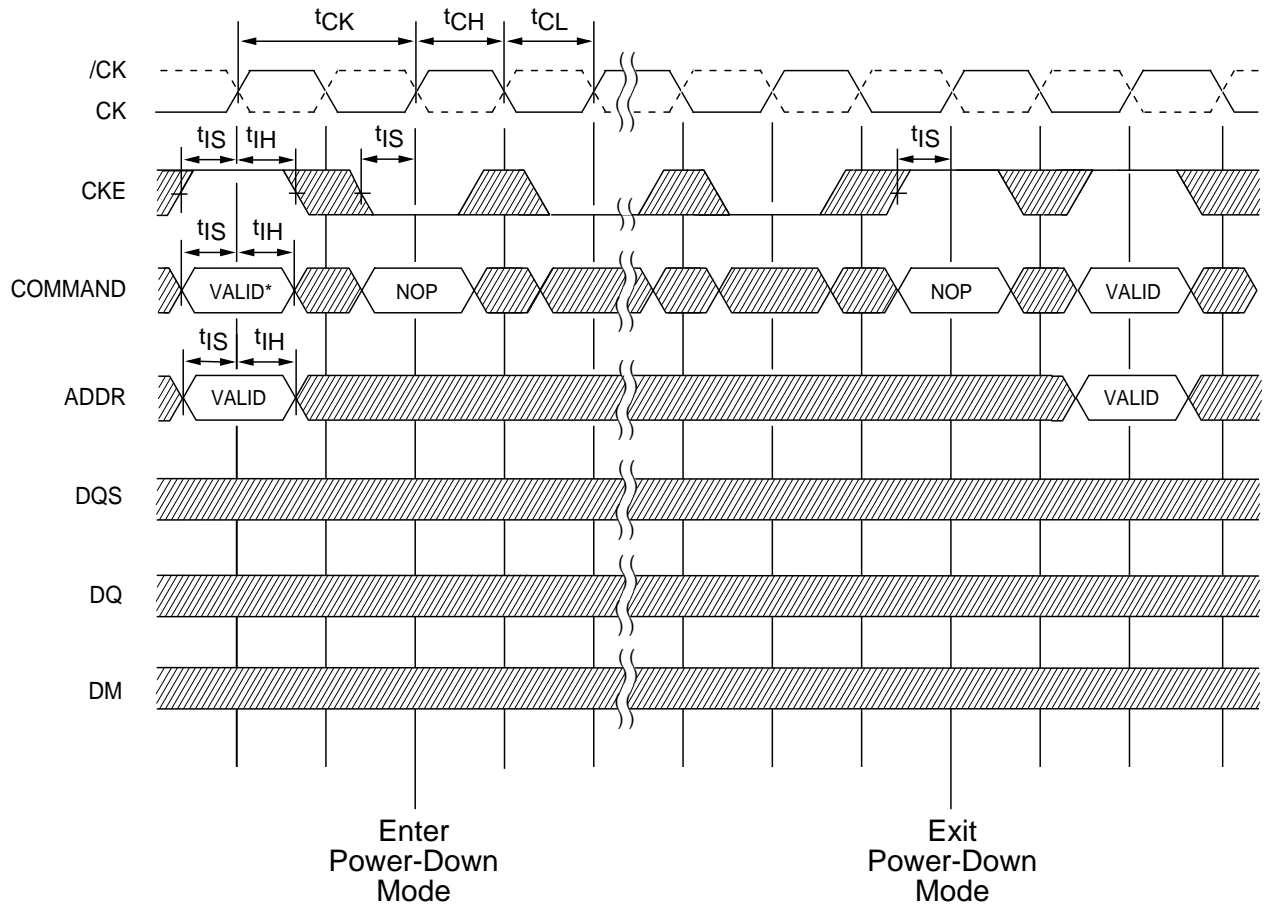 tCK tCH tCL
/CK
CK
tIS tIH tIS tIS
CKE
tIS tIH
COMMAND VALID* NOP NOP VALID
tIS tIH
ADDR VALID VALID
DQS
DQ
DM
Enter
Power-Down
Mode
Exit
Power-Down
Mode